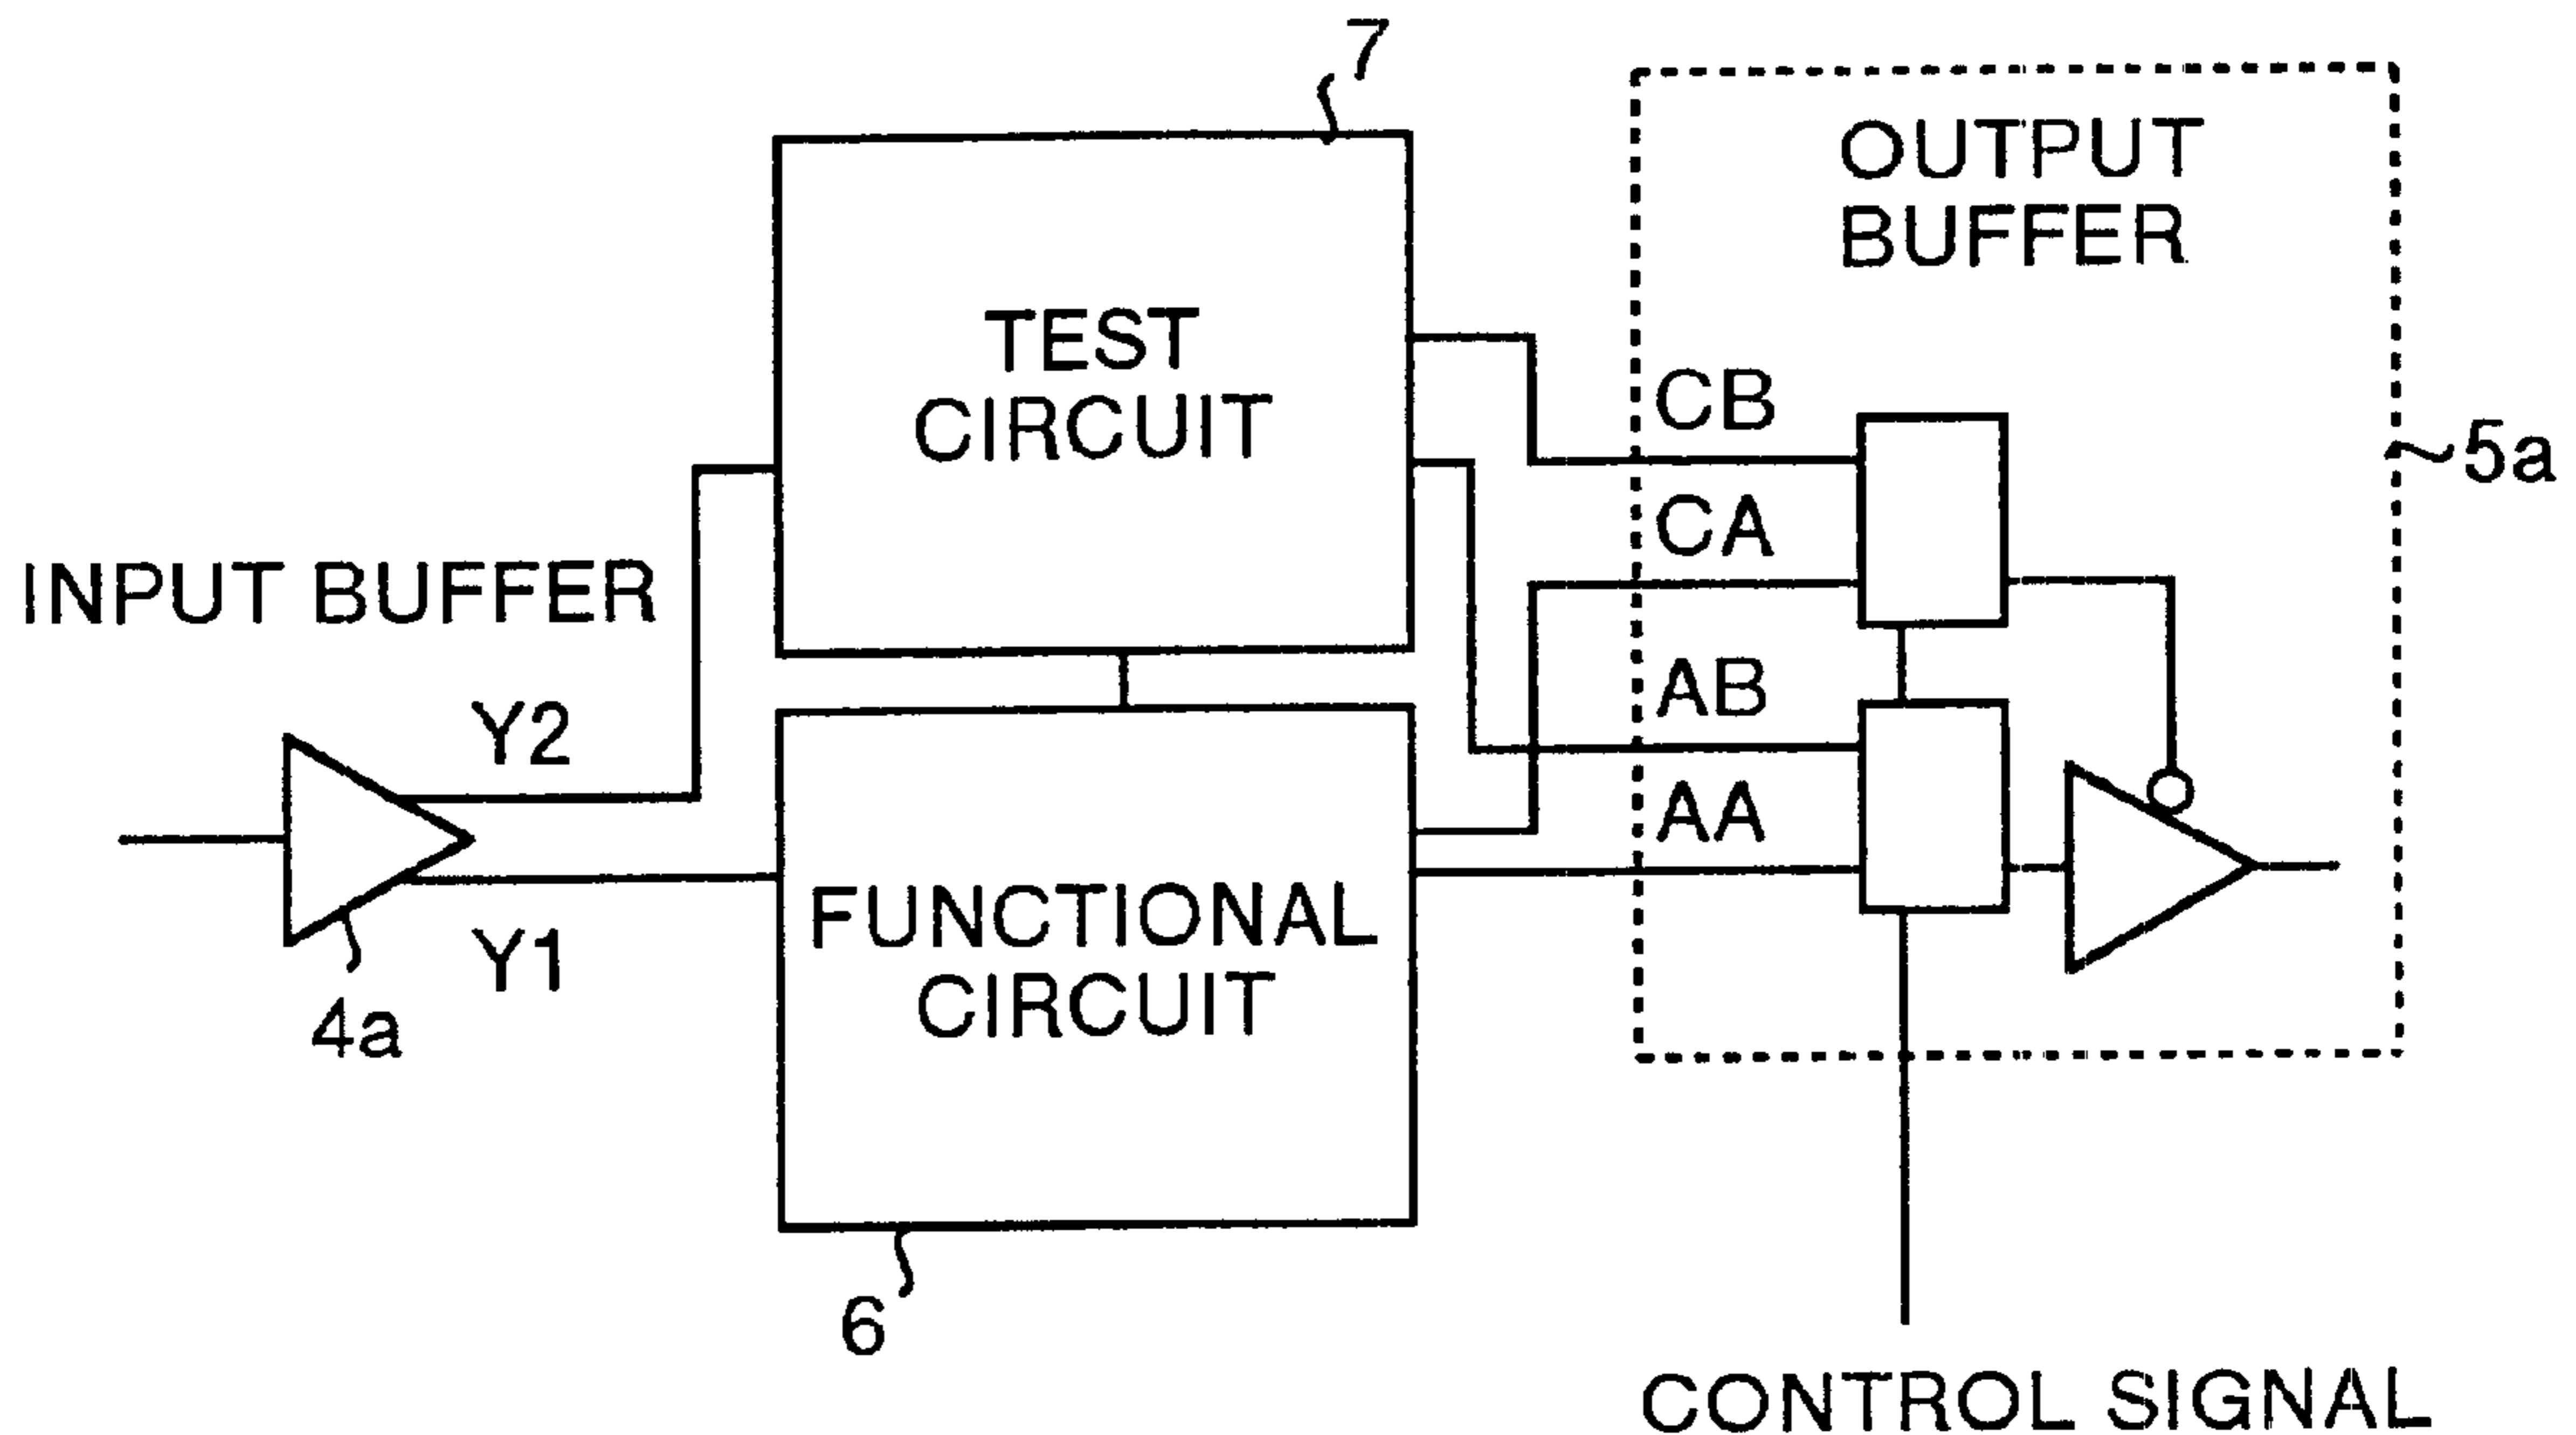 7
OUTPUT
BUFFER
TEST
CIRCUIT
CB
5a
CA
INPUT BUFFER
AB
Y2
AA
FUNCTIONAL
CIRCUIT
Y1
4a
6
CONTROL SIGNAL